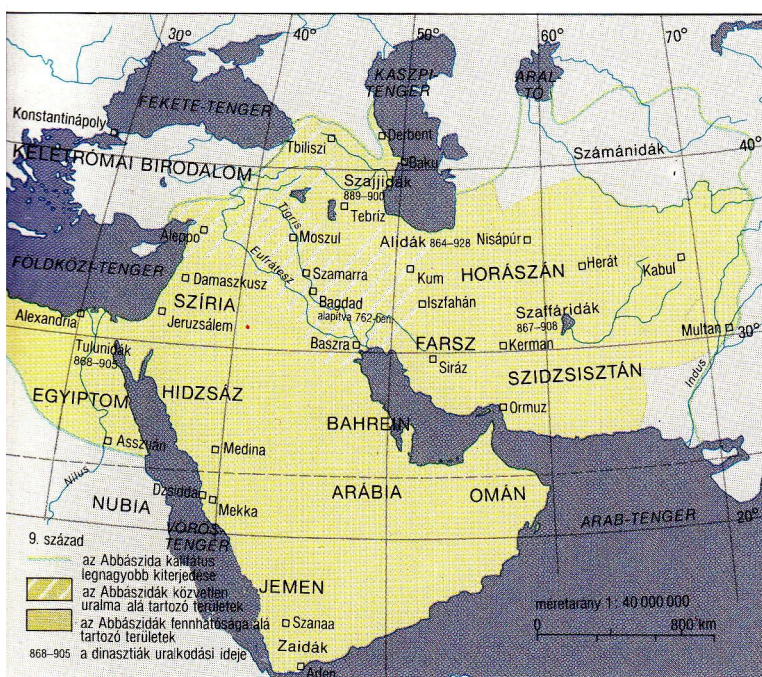 30°
40°
50°
60°
70°
KASZPI-
TENGER
ARAL-
TÓ
FEKETE-TENGER
Konstantinápoly
Derbent
Tbiliszi
40°
KELETRÓMAI BIRODALOM
Baku
Számánidák
Szajjidák
889–900
Tebríz
Tigris
Aleppo
Moszul
Alidák 864–928
Nisápúr
Eufrátesz
FÖLDKÖZI-TENGER
Kum
HORÁSZÁN
Herát
Kabul
Damaszkusz
Szamarra
SZÍRIA
Bagdad
alapítva 762-ben
Iszfahán
Szaffáridák
867–908
Alexandria
Jeruzsálem
Multan
30°
Tulunidák
868–905
Baszra
FARSZ
Kerman
Siráz
SZIDZSISZTÁN
Indus
EGYIPTOM
HIDZSÁZ
BAHREIN
Ormuz
Asszuán
Medina
Nílus
ARÁBIA
OMÁN
NUBIA
Dzsidda
Mekka
ARAB-TENGER
20°
VÖRÖS-
TENGER
9. század
az Abbászida kalifátus
legnagyobb kiterjedése
az Abbászidák közvetlen
uralma alá tartozó területek
az Abbászidák fennhatósága alá
tartozó területek
868–905 a dinasztiák uralkodási ideje
JEMEN
Szanaa
Zaidák
Aden
méretarány 1: 40 000 000
0
800 km